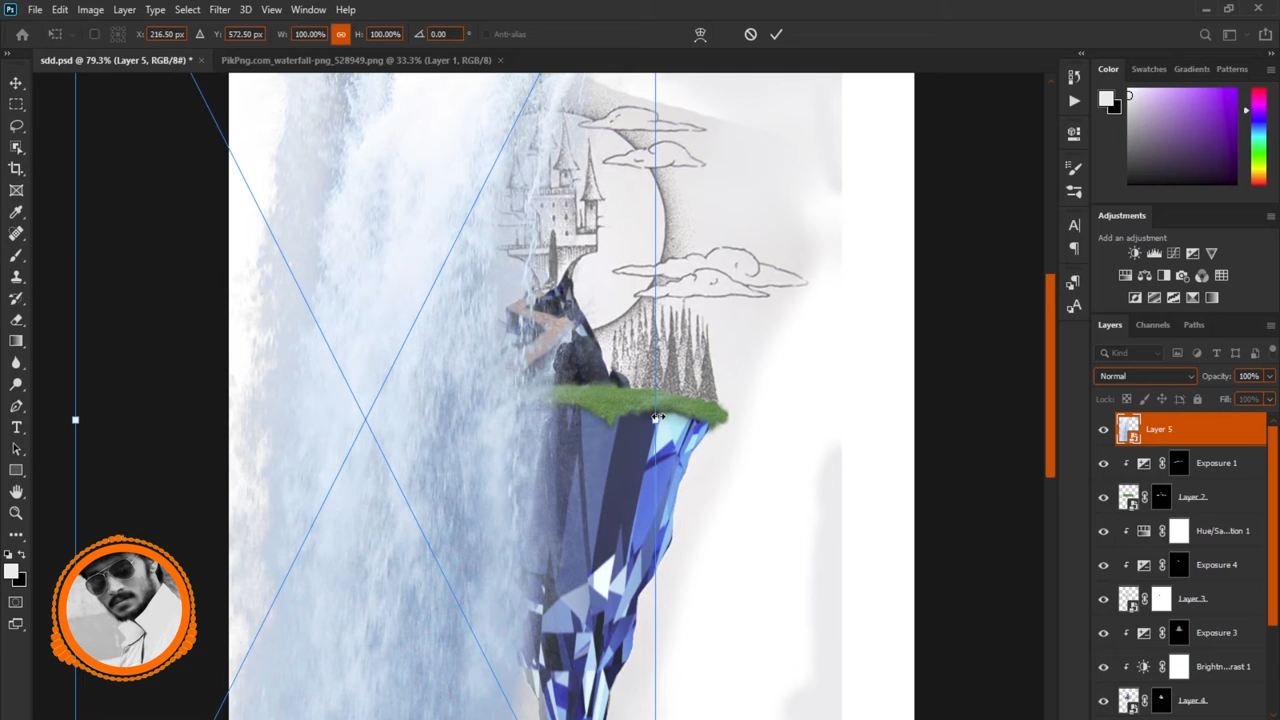 Ps File Edit Image Layer Type Select Filter 3D View Window Help
X: 216.50 px Y: 572.50 px W: 100.00% H: 100.00% 0.00 ° Anti-alias
sdd.psd @ 79.3% (Layer 5, RGB/8#) * × PikPng.com_waterfall-png_528949.png @ 33.3% (Layer 1, RGB/8) ×
Color Swatches Gradients Patterns
Adjustments
Add an adjustment
Layers Channels Paths
Kind
Normal Opacity: 100%
Lock: Fill: 100%
Layer 5
Exposure 1
Layer 2
Hue/Sa...tion 1
Exposure 4
Layer 3
Exposure 3
Brightn...rast 1
Layer 4